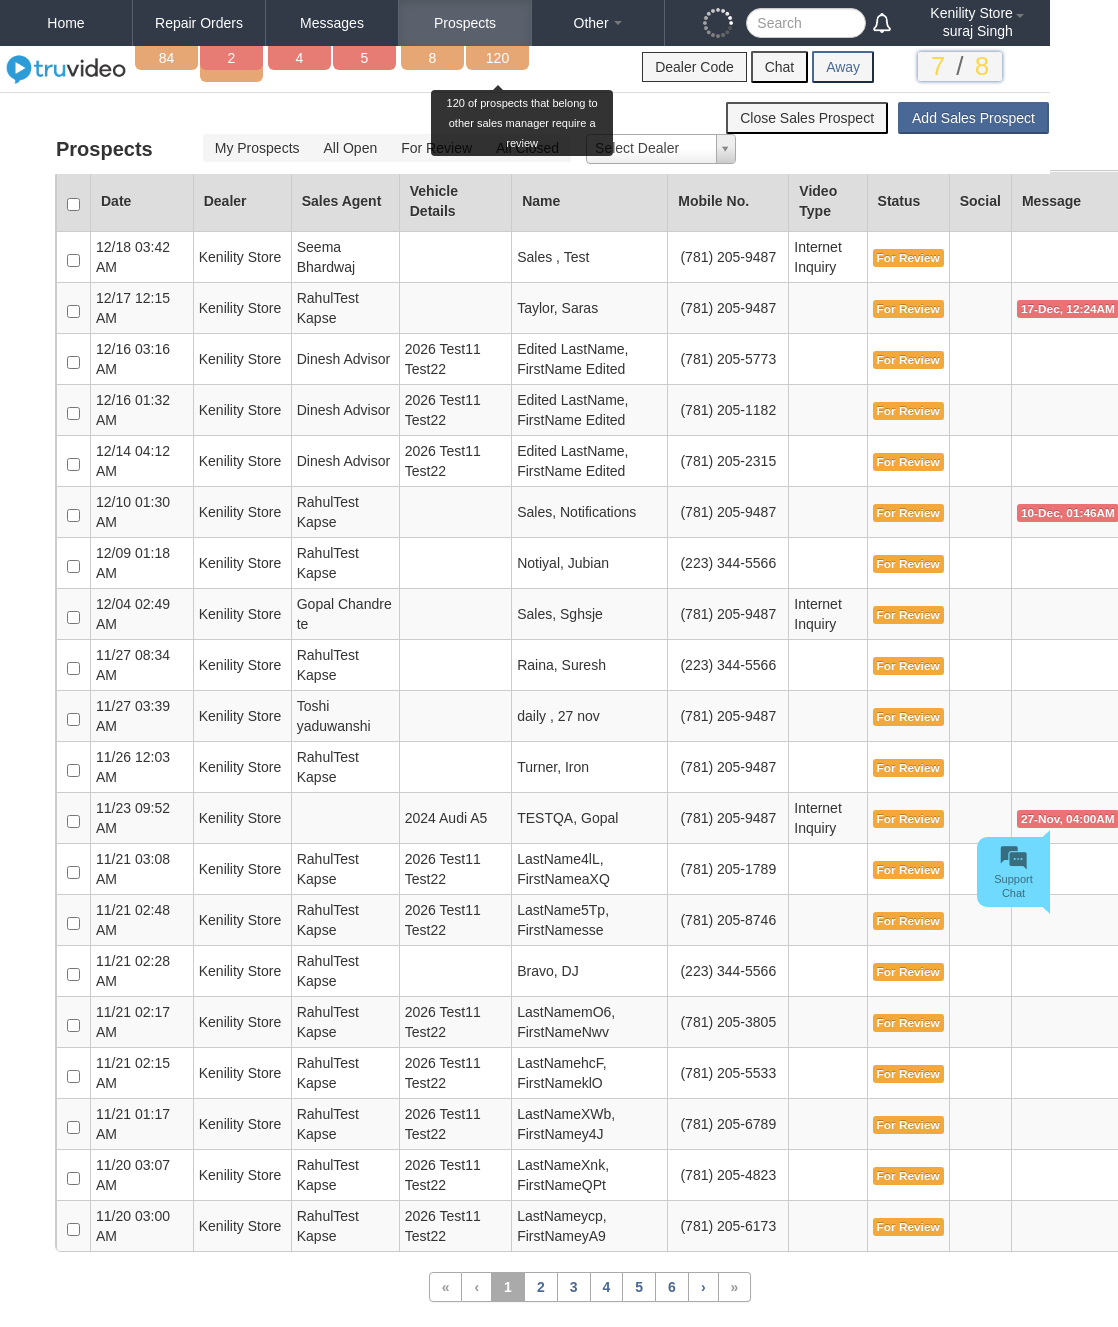 Home Repair Orders Messages Prospects Other Search Kenility Store
suraj Singh
truvideo 84 2 4 5 8 120 Dealer Code Chat Away 7 / 8
120 of prospects that belong to
other sales manager require a
review
Close Sales Prospect Add Sales Prospect
Prospects My Prospects All Open For Review All Closed Select Dealer
Date Dealer Sales Agent Vehicle Details Name Mobile No. Video Type Status Social Message
12/18 03:42 AM Kenility Store Seema Bhardwaj Sales , Test (781) 205-9487 Internet Inquiry For Review
12/17 12:15 AM Kenility Store RahulTest Kapse Taylor, Saras (781) 205-9487 For Review 17-Dec, 12:24AM
12/16 03:16 AM Kenility Store Dinesh Advisor 2026 Test11 Test22 Edited LastName, FirstName Edited (781) 205-5773 For Review
12/16 01:32 AM Kenility Store Dinesh Advisor 2026 Test11 Test22 Edited LastName, FirstName Edited (781) 205-1182 For Review
12/14 04:12 AM Kenility Store Dinesh Advisor 2026 Test11 Test22 Edited LastName, FirstName Edited (781) 205-2315 For Review
12/10 01:30 AM Kenility Store RahulTest Kapse Sales, Notifications (781) 205-9487 For Review 10-Dec, 01:46AM
12/09 01:18 AM Kenility Store RahulTest Kapse Notiyal, Jubian (223) 344-5566 For Review
12/04 02:49 AM Kenility Store Gopal Chandre te Sales, Sghsje (781) 205-9487 Internet Inquiry For Review
11/27 08:34 AM Kenility Store RahulTest Kapse Raina, Suresh (223) 344-5566 For Review
11/27 03:39 AM Kenility Store Toshi yaduwanshi daily , 27 nov (781) 205-9487 For Review
11/26 12:03 AM Kenility Store RahulTest Kapse Turner, Iron (781) 205-9487 For Review
11/23 09:52 AM Kenility Store 2024 Audi A5 TESTQA, Gopal (781) 205-9487 Internet Inquiry For Review 27-Nov, 04:00AM
11/21 03:08 AM Kenility Store RahulTest Kapse 2026 Test11 Test22 LastName4lL, FirstNameaXQ (781) 205-1789 For Review
Support
Chat
11/21 02:48 AM Kenility Store RahulTest Kapse 2026 Test11 Test22 LastName5Tp, FirstNamesse (781) 205-8746 For Review
11/21 02:28 AM Kenility Store RahulTest Kapse Bravo, DJ (223) 344-5566 For Review
11/21 02:17 AM Kenility Store RahulTest Kapse 2026 Test11 Test22 LastNamemO6, FirstNameNwv (781) 205-3805 For Review
11/21 02:15 AM Kenility Store RahulTest Kapse 2026 Test11 Test22 LastNamehcF, FirstNameklO (781) 205-5533 For Review
11/21 01:17 AM Kenility Store RahulTest Kapse 2026 Test11 Test22 LastNameXWb, FirstNamey4J (781) 205-6789 For Review
11/20 03:07 AM Kenility Store RahulTest Kapse 2026 Test11 Test22 LastNameXnk, FirstNameQPt (781) 205-4823 For Review
11/20 03:00 AM Kenility Store RahulTest Kapse 2026 Test11 Test22 LastNameycp, FirstNameyA9 (781) 205-6173 For Review
« ‹ 1 2 3 4 5 6 › »